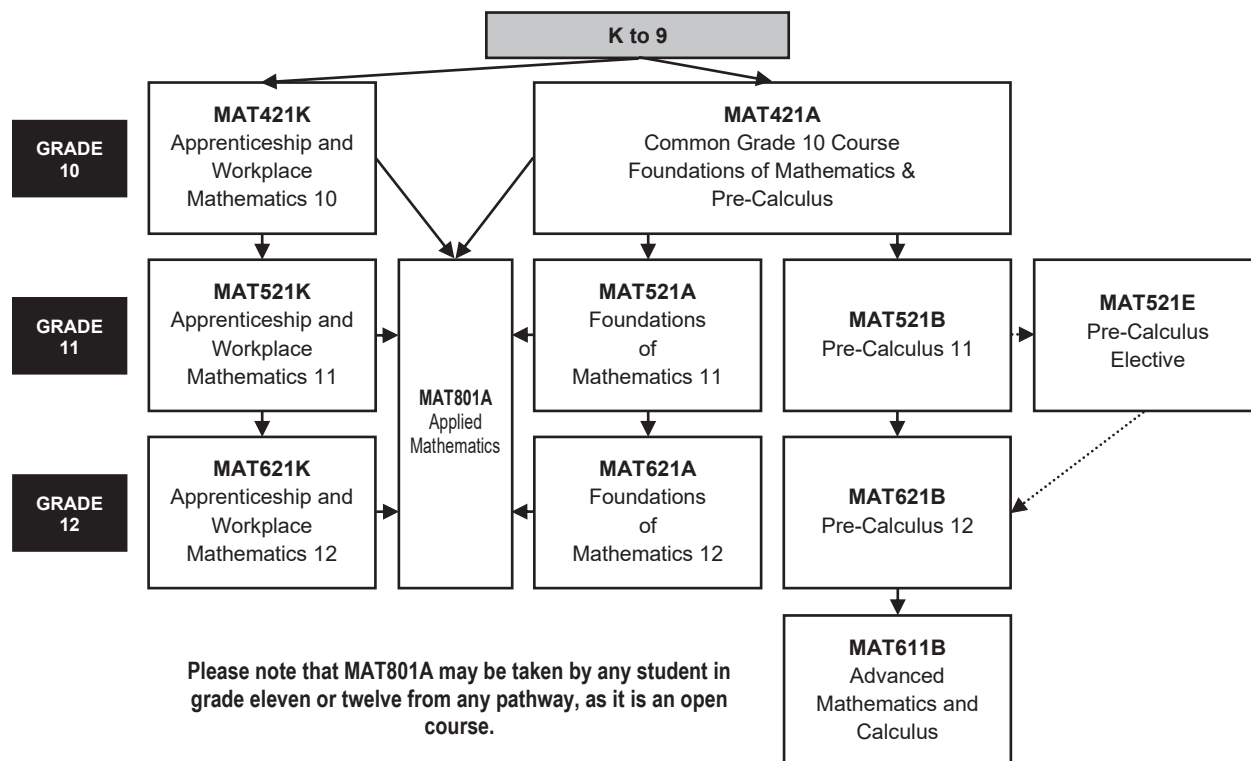 K to 9
GRADE
10
MAT421K
Apprenticeship and
Workplace
Mathematics 10
MAT421A
Common Grade 10 Course
Foundations of Mathematics &
Pre-Calculus
GRADE
11
MAT521K
Apprenticeship and
Workplace
Mathematics 11
MAT801A
Applied
Mathematics
MAT521A
Foundations
of
Mathematics 11
MAT521B
Pre-Calculus 11
MAT521E
Pre-Calculus
Elective
GRADE
12
MAT621K
Apprenticeship and
Workplace
Mathematics 12
MAT621A
Foundations
of
Mathematics 12
MAT621B
Pre-Calculus 12
MAT611B
Advanced
Mathematics and
Calculus
Please note that MAT801A may be taken by any student in
grade eleven or twelve from any pathway, as it is an open
course.